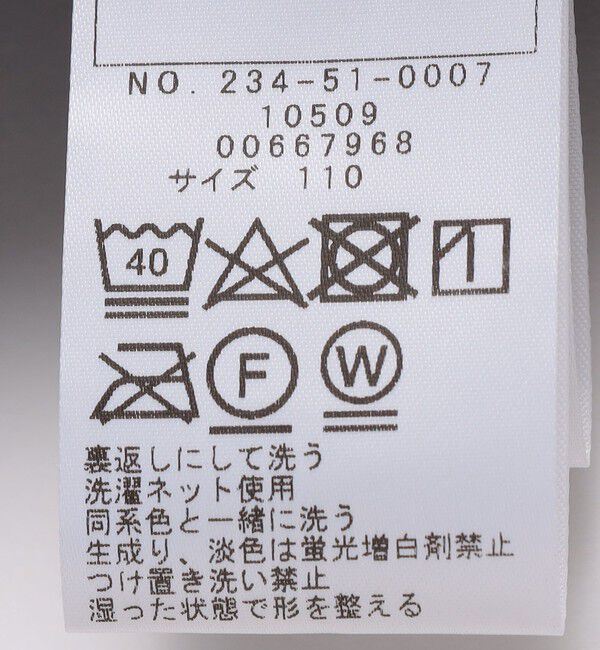 NO. 234-51-0007
10509
00667968
サイズ 110
40
F W
裏返しにして洗う
洗濯ネット使用
同系色と一緒に洗う
生成り、淡色は蛍光増白剤禁止
つけ置き洗い禁止
湿った状態で形を整える